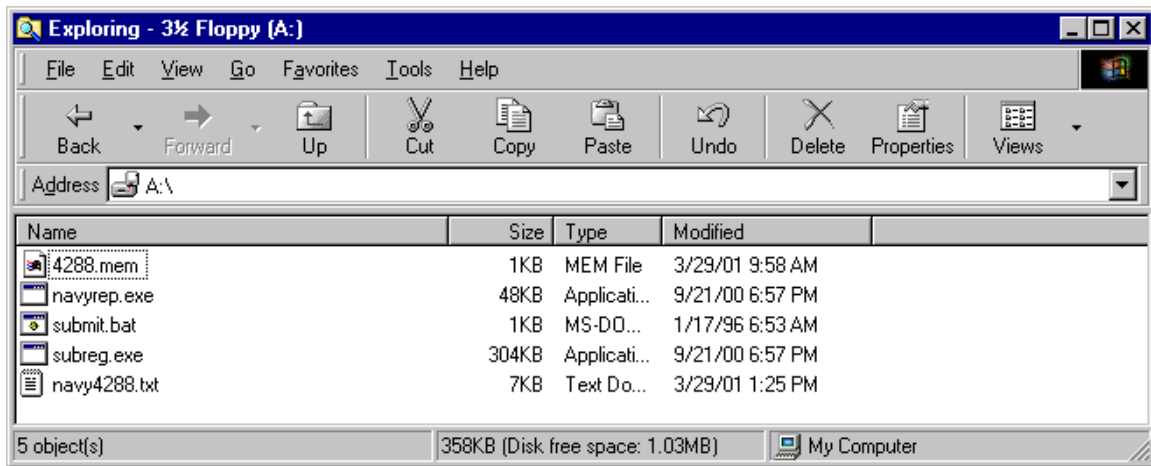 Exploring - 3½ Floppy (A:)
File Edit View Go Favorites Tools Help
Back Forward Up Cut Copy Paste Undo Delete Properties Views
Address A:\
Name Size Type Modified
4288.mem 1KB MEM File 3/29/01 9:58 AM
navyrep.exe 48KB Applicati... 9/21/00 6:57 PM
submit.bat 1KB MS-DO... 1/17/96 6:53 AM
subreg.exe 304KB Applicati... 9/21/00 6:57 PM
navy4288.txt 7KB Text Do... 3/29/01 1:25 PM
5 object(s) 358KB (Disk free space: 1.03MB) My Computer